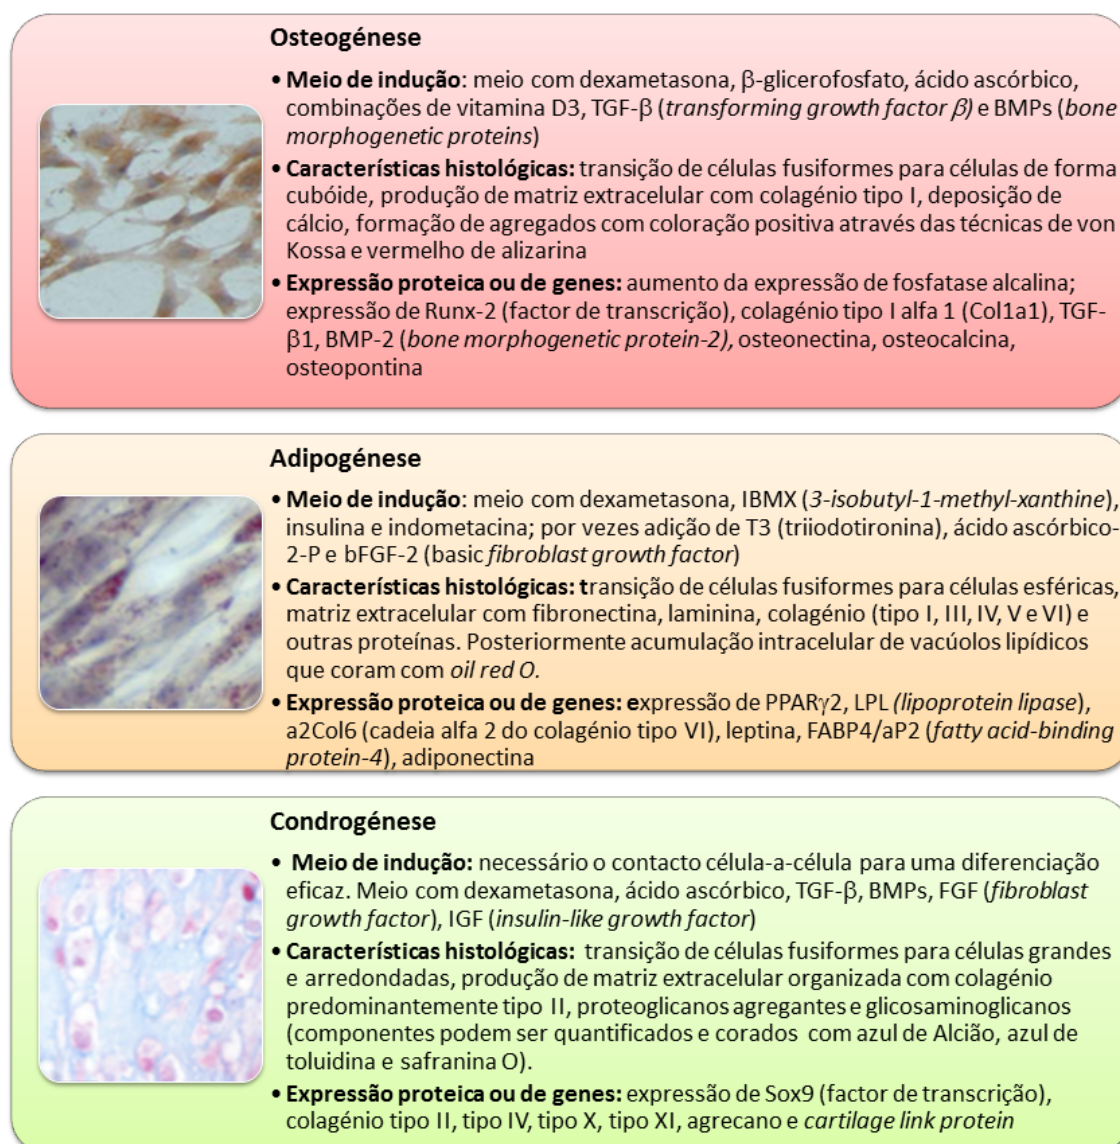 Osteogénese
• Meio de indução: meio com dexametasona, β-glicerofosfato, ácido ascórbico,
combinações de vitamina D3, TGF-β (transforming growth factor β) e BMPs (bone
morphogenetic proteins)
• Características histológicas: transição de células fusiformes para células de forma
cubóide, produção de matriz extracelular com colagénio tipo I, deposição de
cálcio, formação de agregados com coloração positiva através das técnicas de von
Kossa e vermelho de alizarina
• Expressão proteica ou de genes: aumento da expressão de fosfatase alcalina;
expressão de Runx-2 (factor de transcrição), colagénio tipo I alfa 1 (Col1a1), TGF-
β1, BMP-2 (bone morphogenetic protein-2), osteonectina, osteocalcina,
osteopontina
Adipogénese
• Meio de indução: meio com dexametasona, IBMX (3-isobutyl-1-methyl-xanthine),
insulina e indometacina; por vezes adição de T3 (triiodotironina), ácido ascórbico-
2-P e bFGF-2 (basic fibroblast growth factor)
• Características histológicas: transição de células fusiformes para células esféricas,
matriz extracelular com fibronectina, laminina, colagénio (tipo I, III, IV, V e VI) e
outras proteínas. Posteriormente acumulação intracelular de vacúolos lipídicos
que coram com oil red O.
• Expressão proteica ou de genes: expressão de PPARγ2, LPL (lipoprotein lipase),
a2Col6 (cadeia alfa 2 do colagénio tipo VI), leptina, FABP4/aP2 (fatty acid-binding
protein-4), adiponectina
Condrogénese
• Meio de indução: necessário o contacto célula-a-célula para uma diferenciação
eficaz. Meio com dexametasona, ácido ascórbico, TGF-β, BMPs, FGF (fibroblast
growth factor), IGF (insulin-like growth factor)
• Características histológicas: transição de células fusiformes para células grandes
e arredondadas, produção de matriz extracelular organizada com colagénio
predominantemente tipo II, proteoglicanos agregantes e glicosaminoglicanos
(componentes podem ser quantificados e corados com azul de Alcião, azul de
toluidina e safranina O).
• Expressão proteica ou de genes: expressão de Sox9 (factor de transcrição),
colagénio tipo II, tipo IV, tipo X, tipo XI, agrecano e cartilage link protein